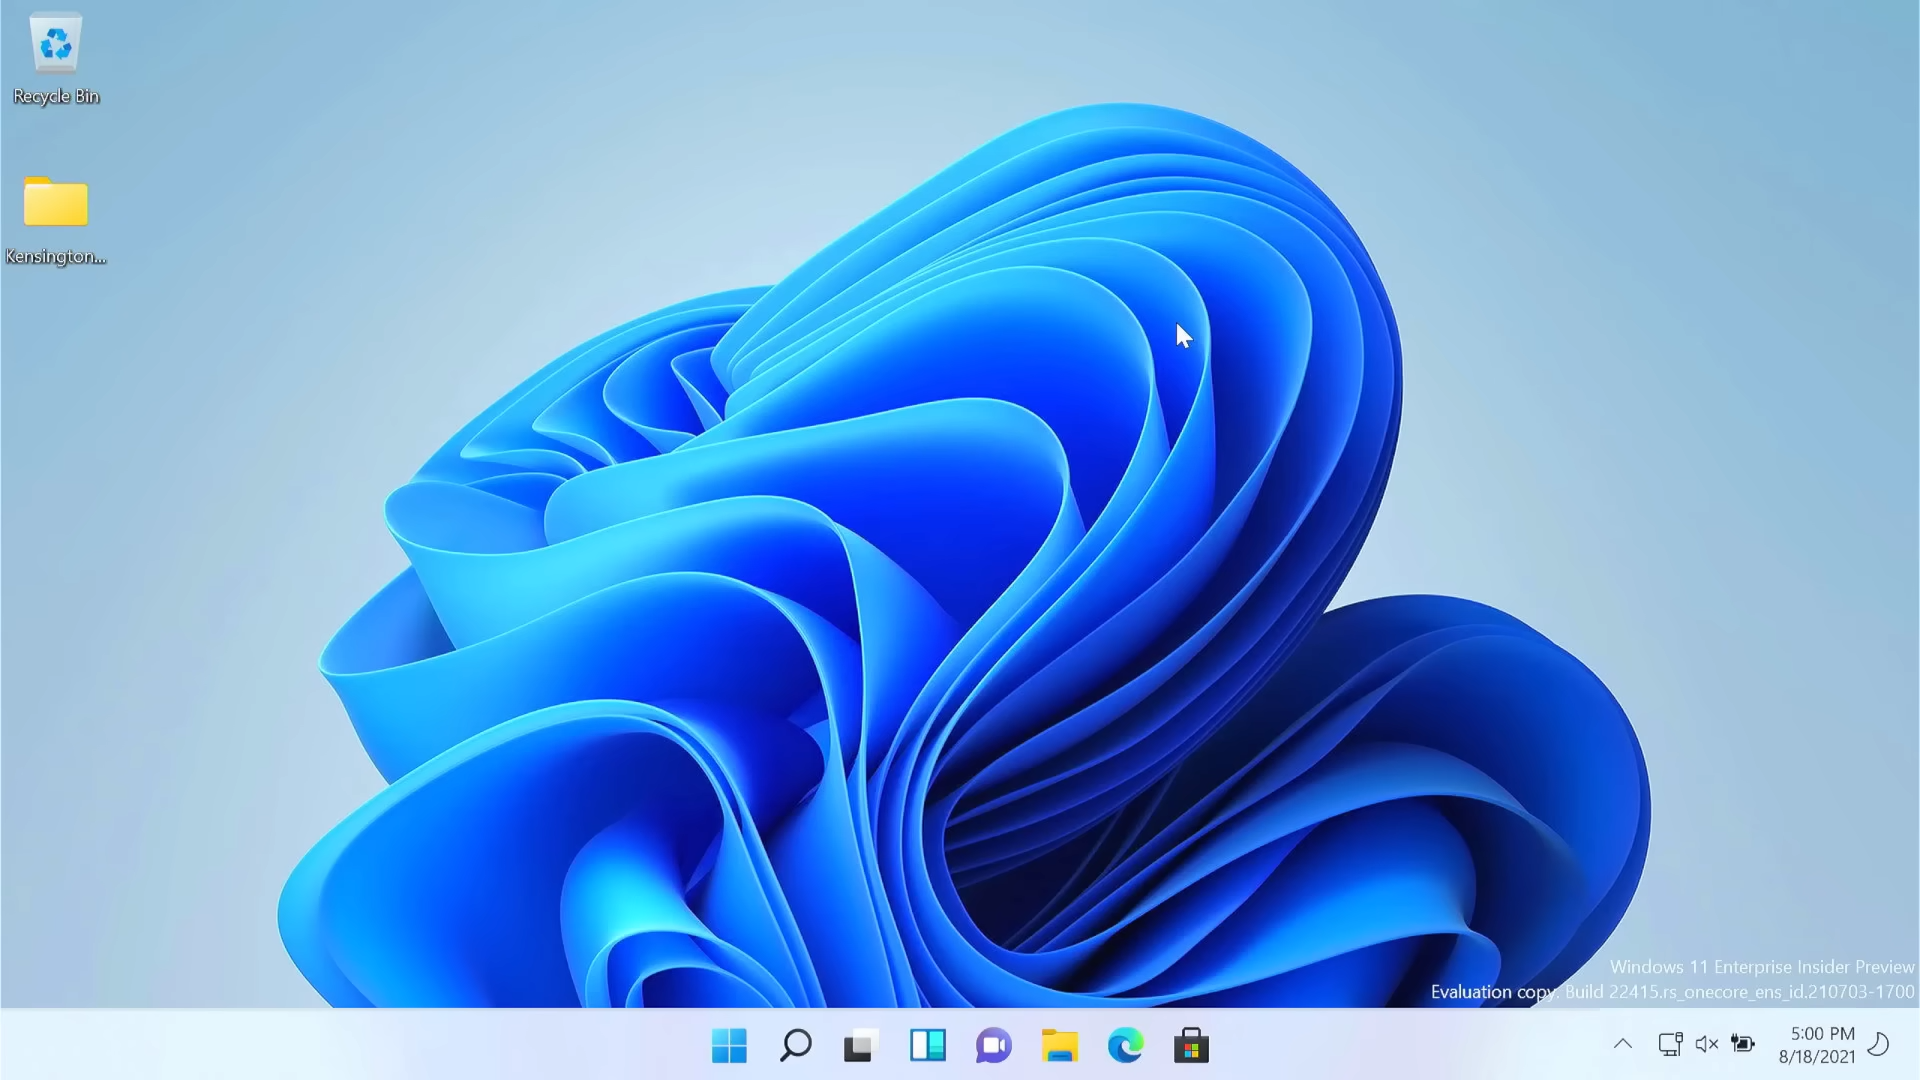 Recycle Bin
Kensington...
Windows 11 Enterprise Insider Preview
Evaluation copy. Build 22415.rs_onecore_ens_id.210703-1700
5:00 PM
8/18/2021